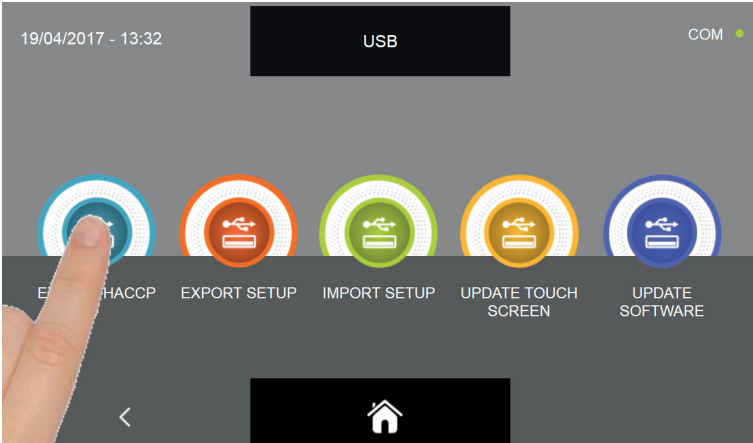 19/04/2017 - 13:32
USB
COM
HACCP
EXPORT SETUP
IMPORT SETUP
UPDATE TOUCH
SCREEN
UPDATE
SOFTWARE